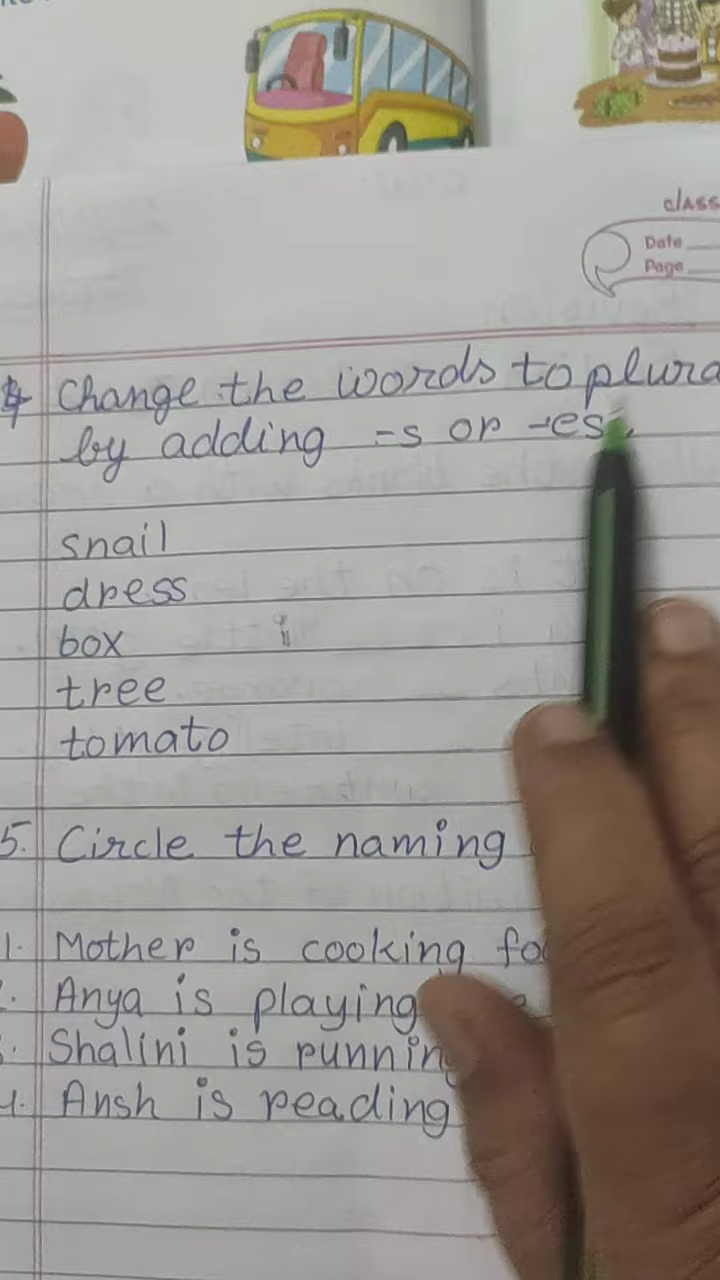 CLASS
Date
Page
4 Change the words to plura
by adding -s or -es.
snail
dress
box
tree
tomato
5. Circle the naming
1. Mother is cooking fo
2. Anya is playing
3. Shalini is runnin
4. Ansh is reading